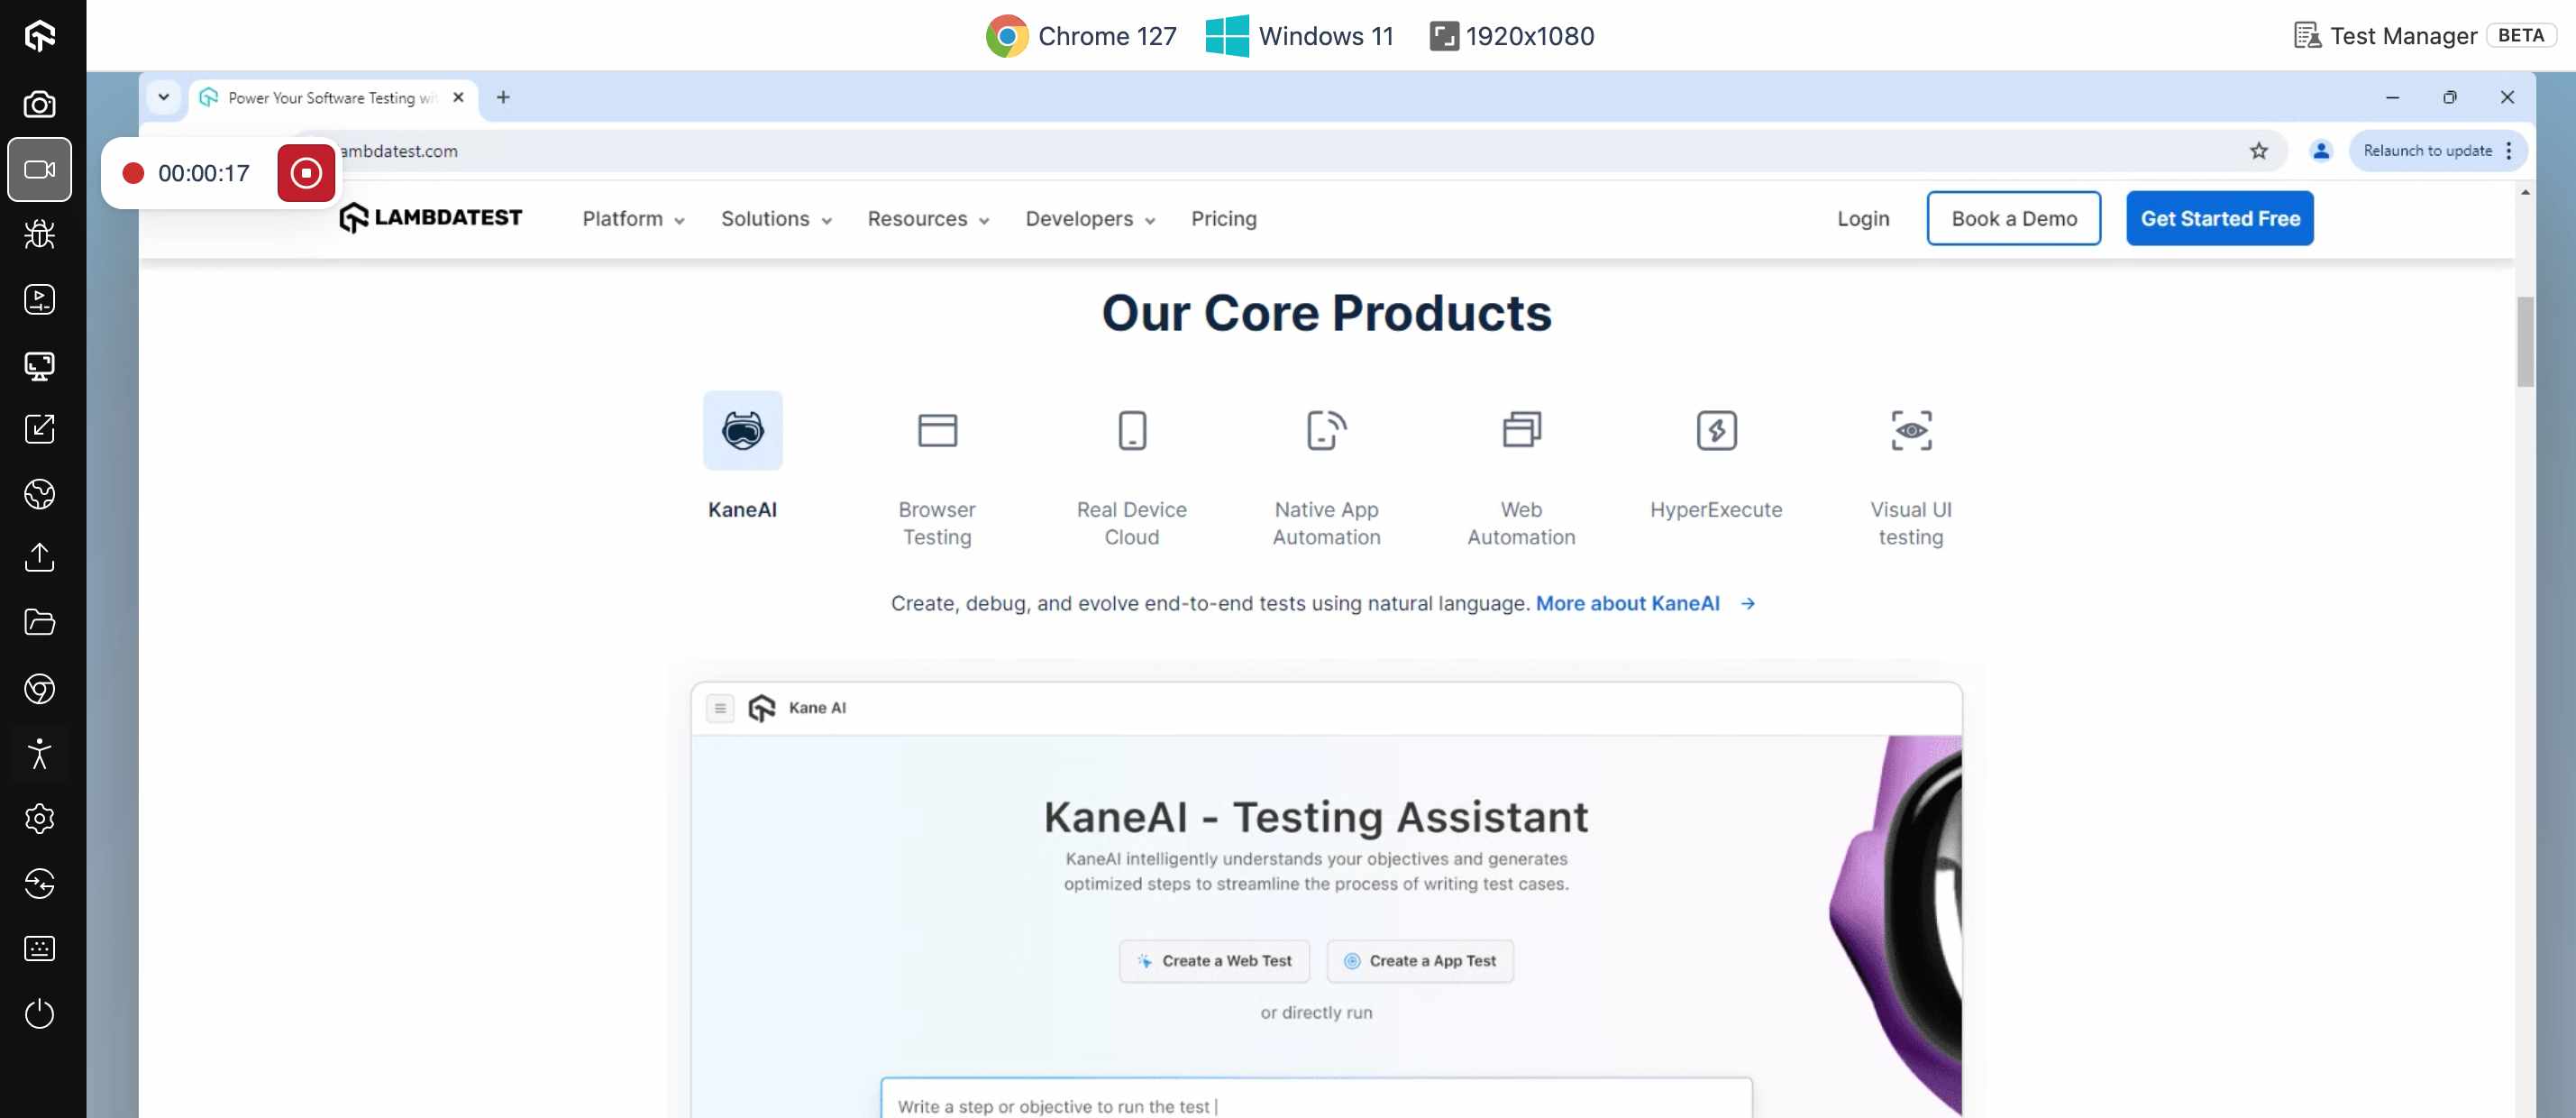 Chrome 127
Windows 11
1920x1080
Test Manager BETA
Power Your Software Testing wi
00:00:17
ambdatest.com
Relaunch to update
LAMBDATEST
Platform
Solutions
Resources
Developers
Pricing
Login
Book a Demo
Get Started Free
Our Core Products
KaneAI
Browser
Testing
Real Device
Cloud
Native App
Automation
Web
Automation
HyperExecute
Visual UI
testing
Create, debug, and evolve end-to-end tests using natural language. More about KaneAI →
Kane AI
KaneAI - Testing Assistant
KaneAI intelligently understands your objectives and generates
optimized steps to streamline the process of writing test cases.
Create a Web Test
Create a App Test
or directly run
Write a step or objective to run the test